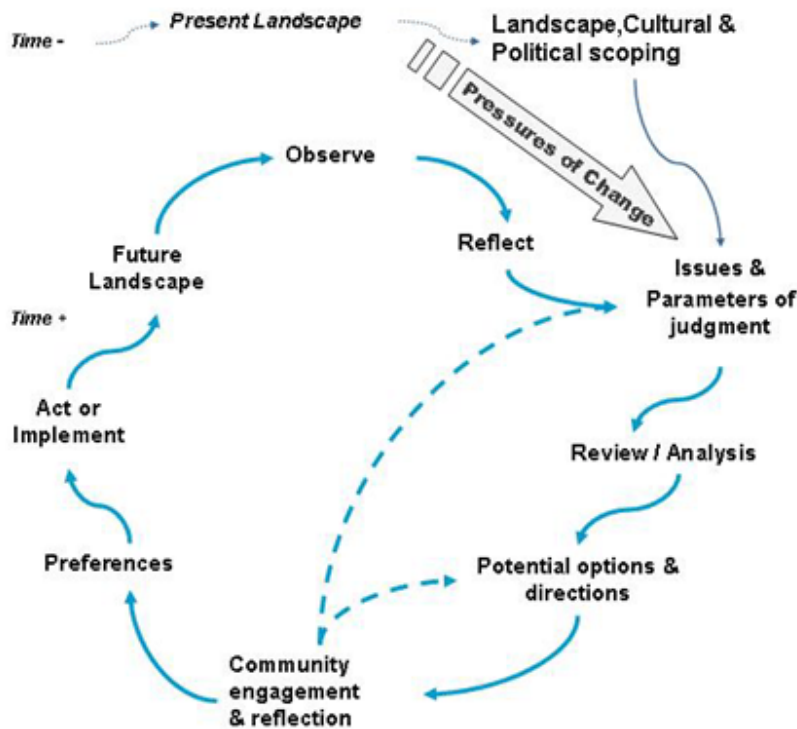 Time -
Present Landscape
Landscape,Cultural &
Political scoping
Pressures of Change
Observe
Reflect
Future
Landscape
Issues &
Parameters of
judgment
Time +
Act or
Implement
Review / Analysis
Preferences
Potential options &
directions
Community
engagement
& reflection